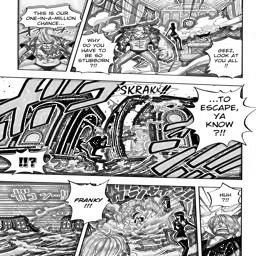 GEEZ,
LOOK AT
YOU ALL
!!
WHY
DO YOU
HAVE TO
BE SO
STUBBORN
?!!
THIS IS OUR
ONE-IN-A-MILLION
CHANCE...
...TO
ESCAPE,
YA
KNOW
?!!
SKRAKK!!
!!?
HUH
?!!
FRANKY
!!!